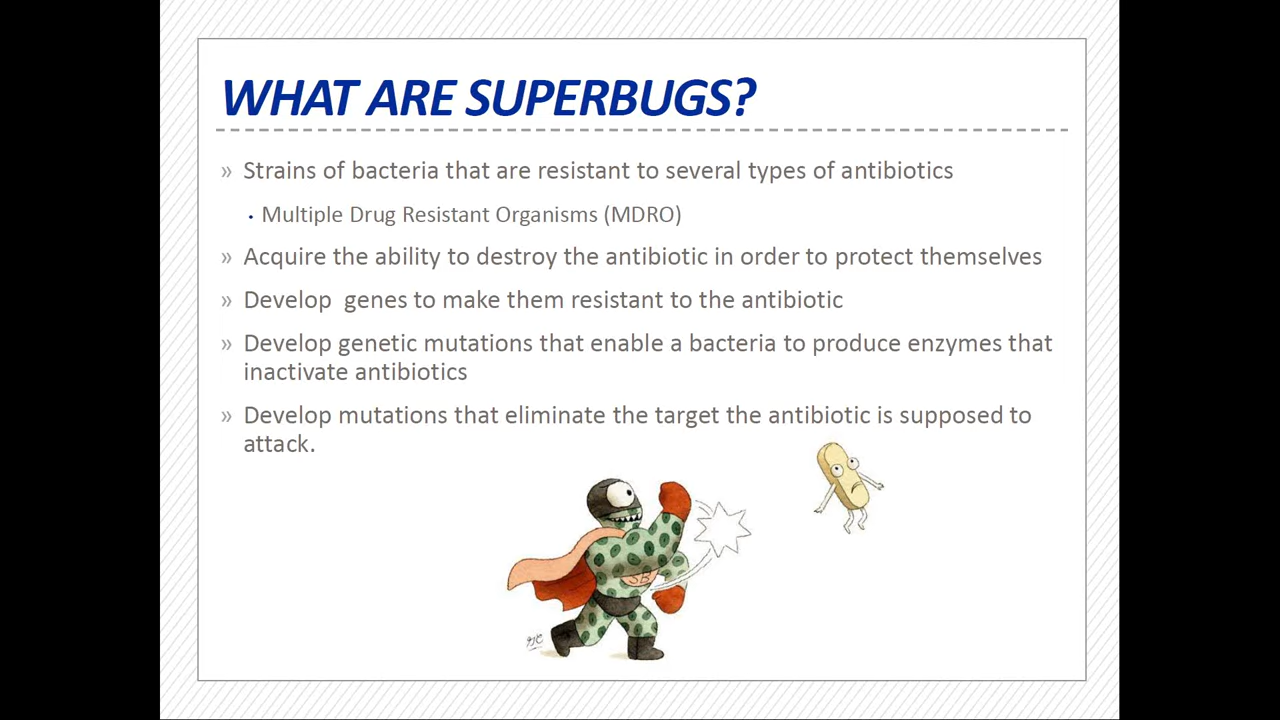 WHAT ARE SUPERBUGS?
» Strains of bacteria that are resistant to several types of antibiotics
• Multiple Drug Resistant Organisms (MDRO)
» Acquire the ability to destroy the antibiotic in order to protect themselves
» Develop  genes to make them resistant to the antibiotic
» Develop genetic mutations that enable a bacteria to produce enzymes that
inactivate antibiotics
» Develop mutations that eliminate the target the antibiotic is supposed to
attack.
SB